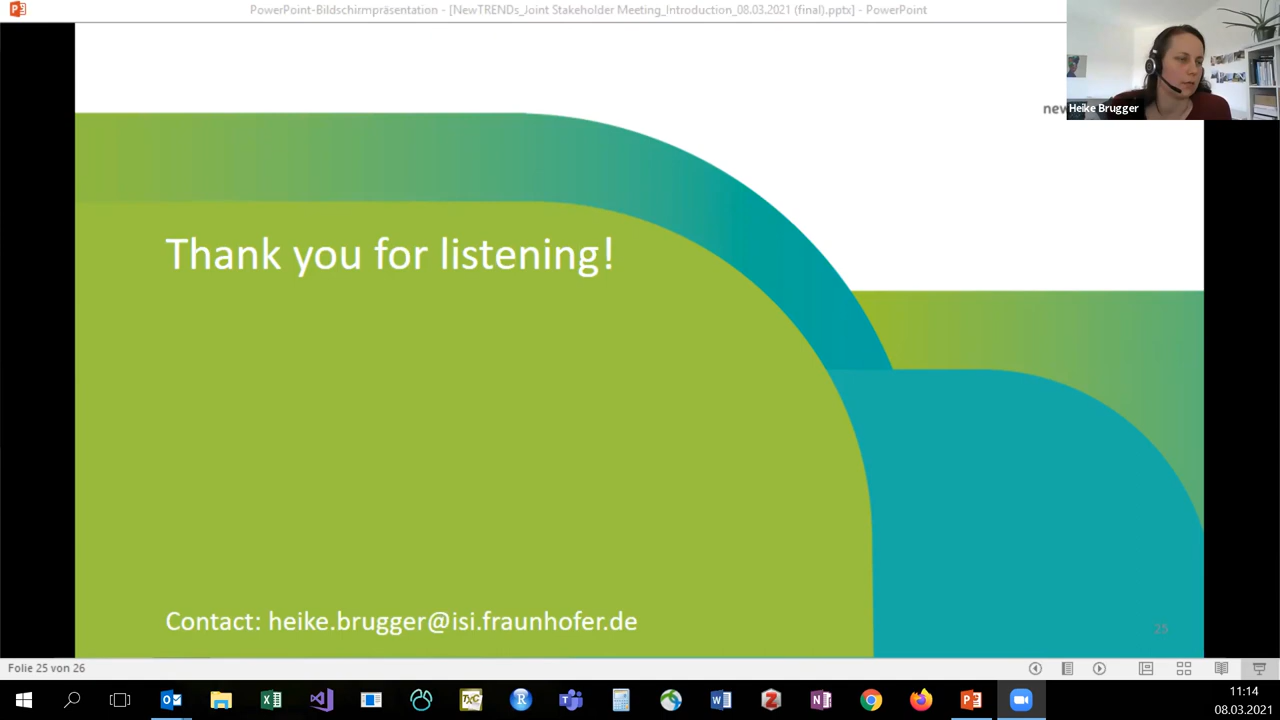 PowerPoint-Bildschirmpräsentation - [NewTRENDs_Joint Stakeholder Meeting_Introduction_08.03.2021 (final).pptx] - PowerPoint
Heike Brugger
Thank you for listening!
Contact: heike.brugger@isi.fraunhofer.de
25
Folie 25 von 26
11:14
08.03.2021